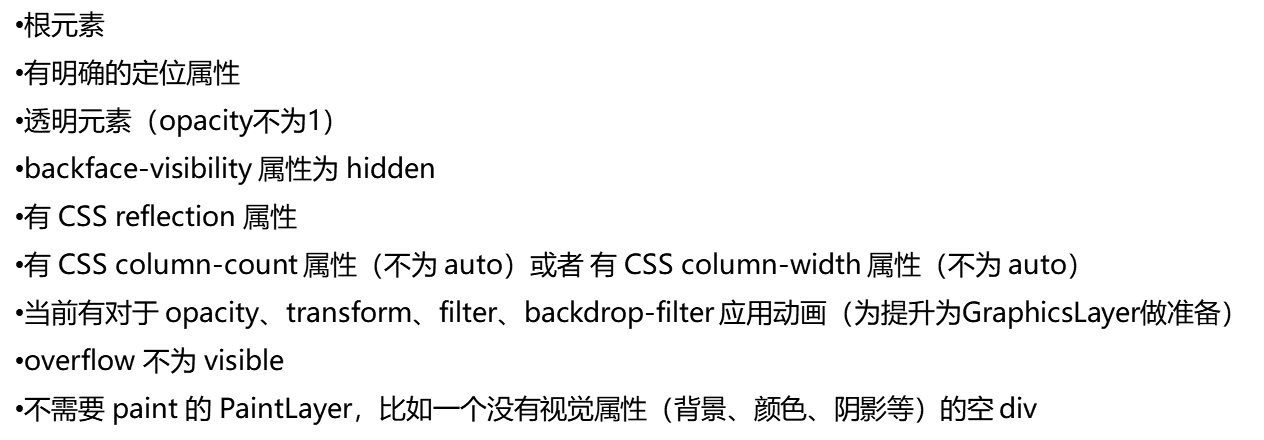 •根元素
•有明确的定位属性
•透明元素（opacity不为1）
•backface-visibility 属性为 hidden
•有 CSS reflection 属性
•有 CSS column-count 属性（不为 auto）或者 有 CSS column-width 属性（不为 auto）
•当前有对于 opacity、transform、filter、backdrop-filter 应用动画（为提升为GraphicsLayer做准备）
•overflow 不为 visible
•不需要 paint 的 PaintLayer，比如一个没有视觉属性（背景、颜色、阴影等）的空 div